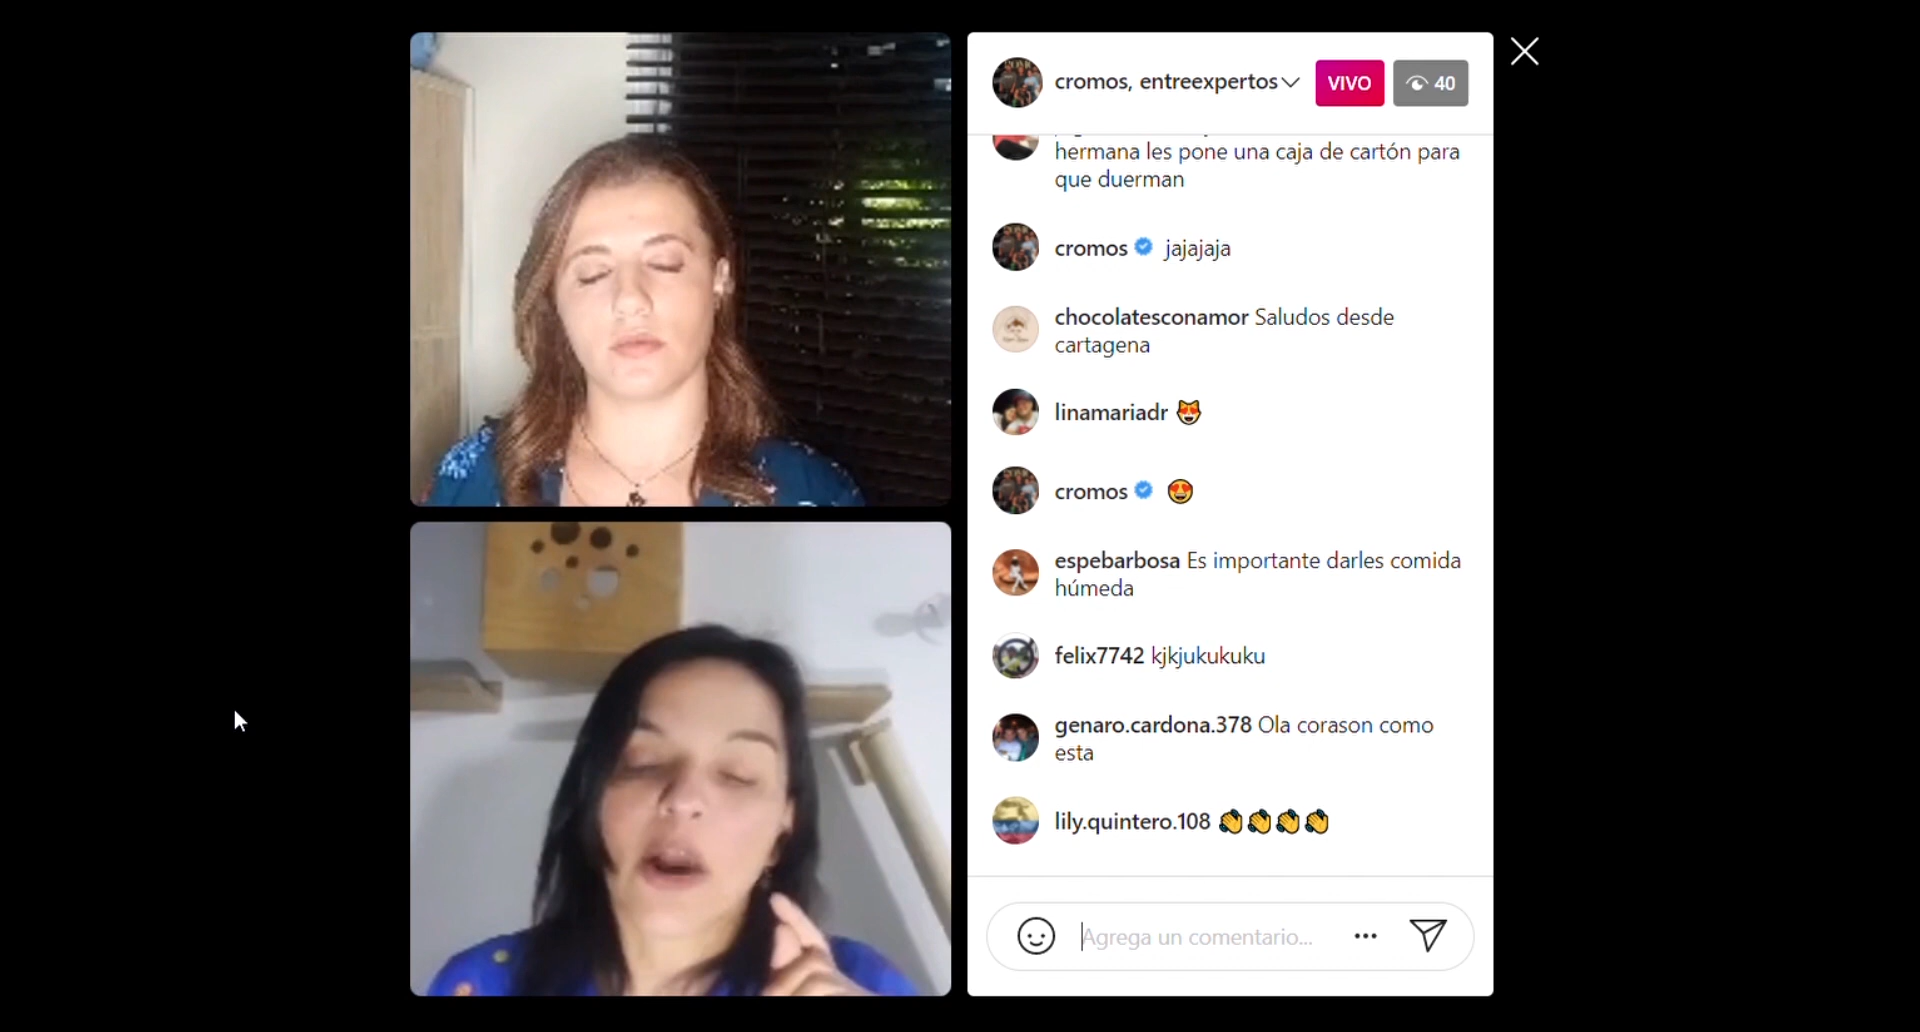 cromos, entreexpertos
VIVO
40
hermana les pone una caja de cartón para
que duerman
cromos jajajaja
chocolatesconamor Saludos desde
cartagena
linamariadr 😻
cromos 😍
espebarbosa Es importante darles comida
húmeda
felix7742 kjkjukukuku
genaro.cardona.378 Ola corason como
esta
lily.quintero.108 👏👏👏👏
Agrega un comentario...